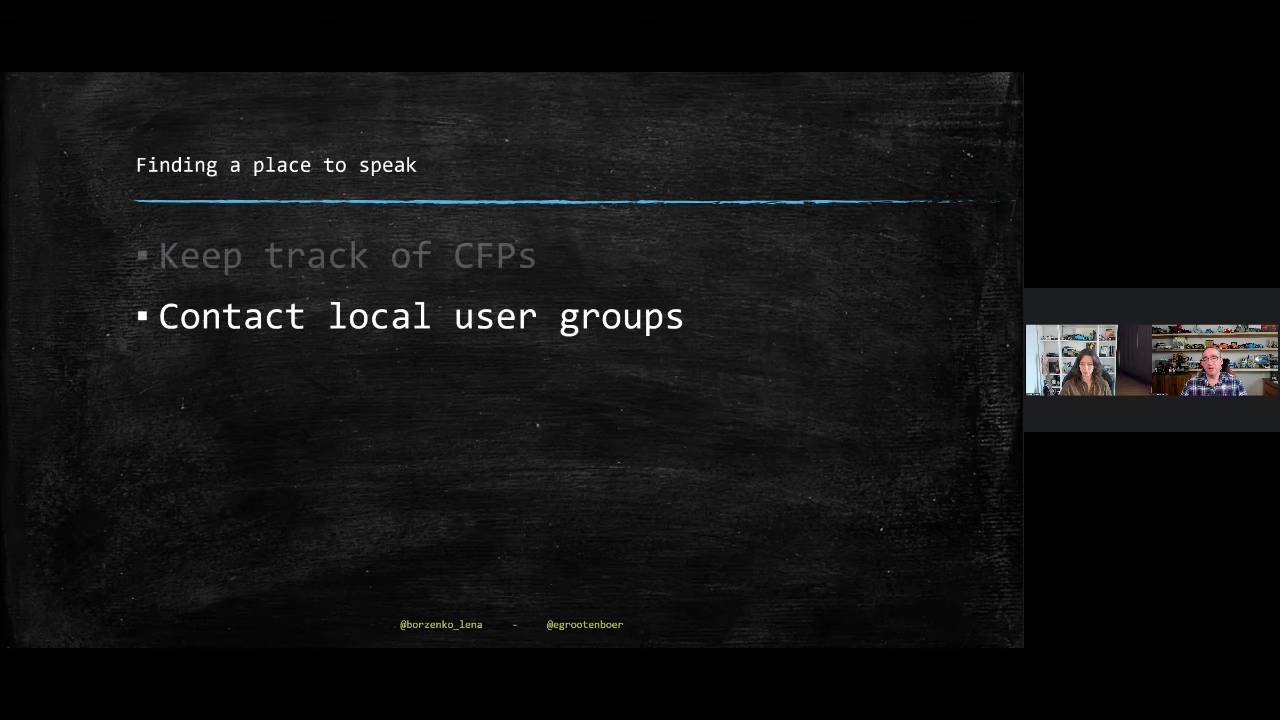 Finding a place to speak
▪ Keep track of CFPs
▪ Contact local user groups
@borzenko_lena - @egrootenboer